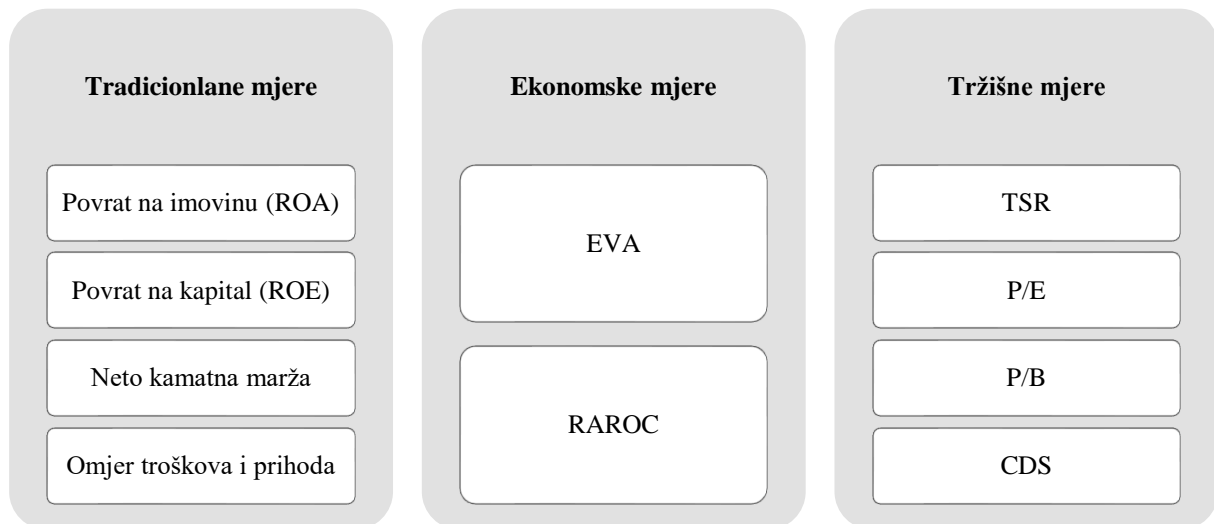 Tradicionlane mjere
Povrat na imovinu (ROA)
Povrat na kapital (ROE)
Neto kamatna marža
Omjer troškova i prihoda
Ekonomske mjere
EVA
RAROC
Tržišne mjere
TSR
P/E
P/B
CDS